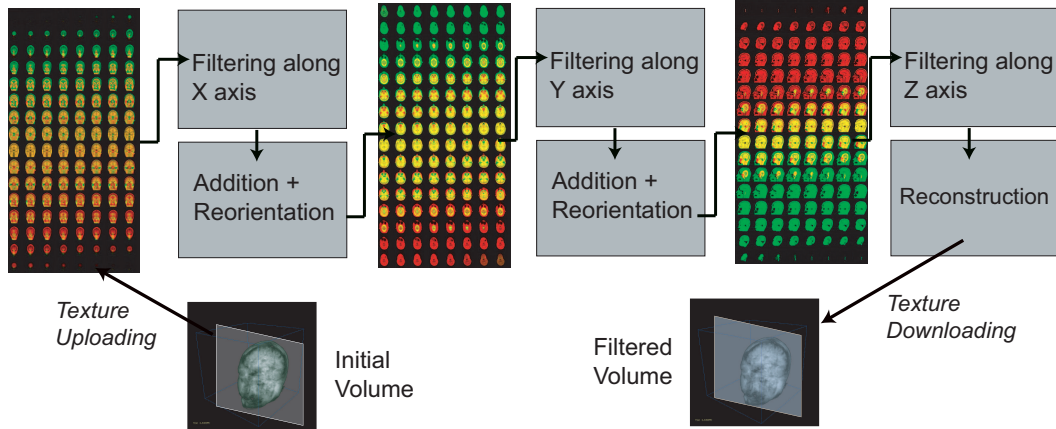 Filtering along
X axis
Addition +
Reorientation
Filtering along
Y axis
Addition +
Reorientation
Filtering along
Z axis
Reconstruction
Texture
Uploading
Initial
Volume
Filtered
Volume
Texture
Downloading